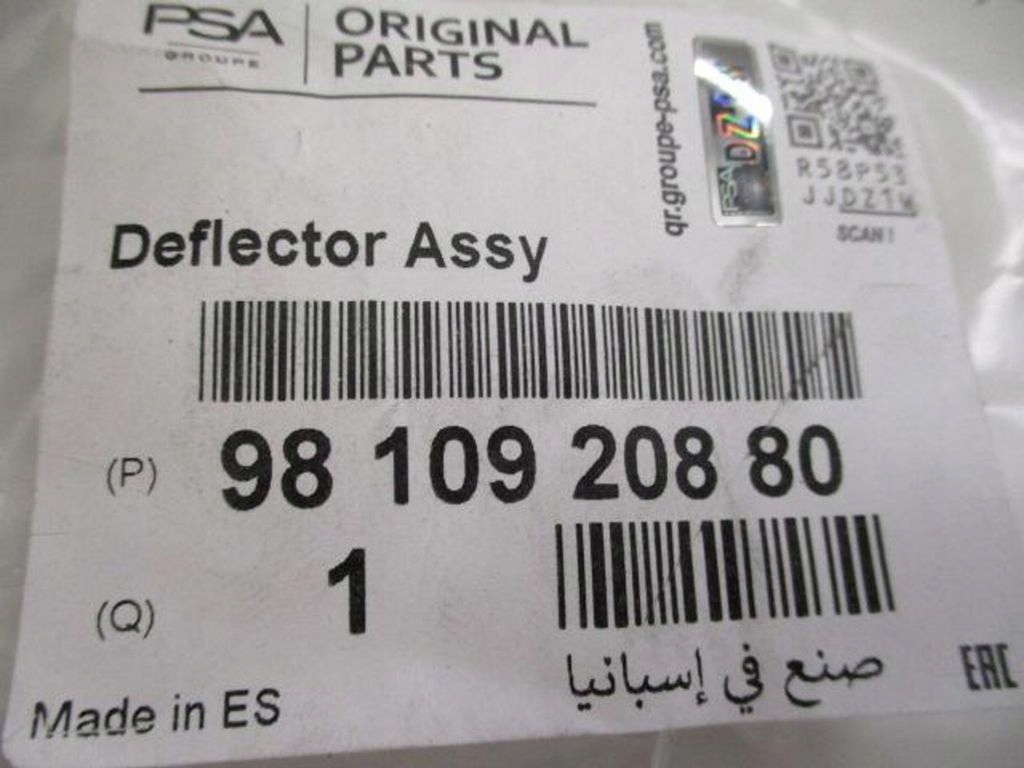 PSA
GROUPE
ORIGINAL
PARTS
qr.groupe-psa.com
PSA
R58P53
JJDZ1W
SCAN!
Deflector Assy
(P) 98 109 208 80
(Q) 1
صنع في إسبانيا
Made in ES
EAC